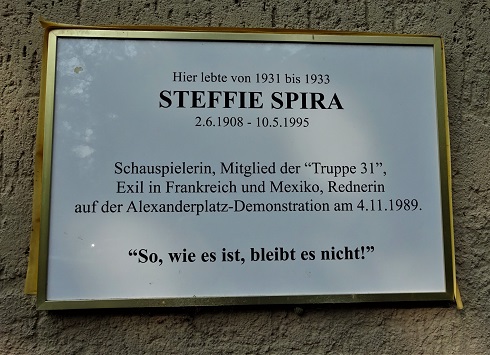 Hier lebte von 1931 bis 1933
STEFFIE SPIRA
2.6.1908 - 10.5.1995
Schauspielerin, Mitglied der “Truppe 31”,
Exil in Frankreich und Mexiko, Rednerin
auf der Alexanderplatz-Demonstration am 4.11.1989.
“So, wie es ist, bleibt es nicht!”